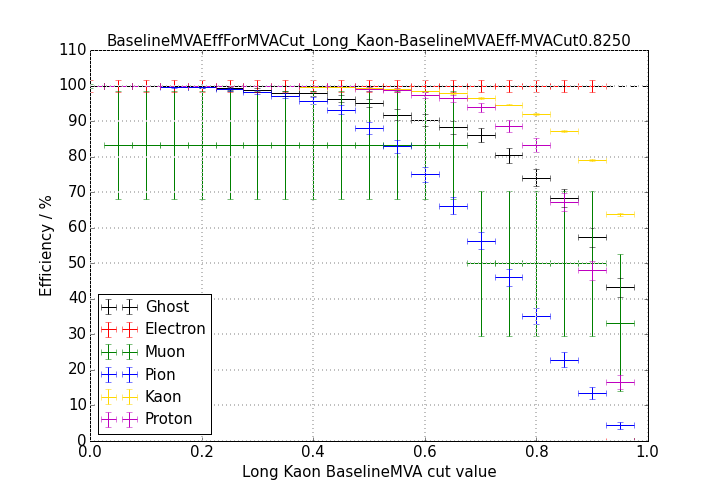 BaselineMVAEffForMVACut_Long_Kaon-BaselineMVAEff-MVACut0.8250
110
100
90
80
70
60
50
40
30
20
10
0
Efficiency / %
Ghost
Electron
Muon
Pion
Kaon
Proton
0.0 0.2 0.4 0.6 0.8 1.0
Long Kaon BaselineMVA cut value